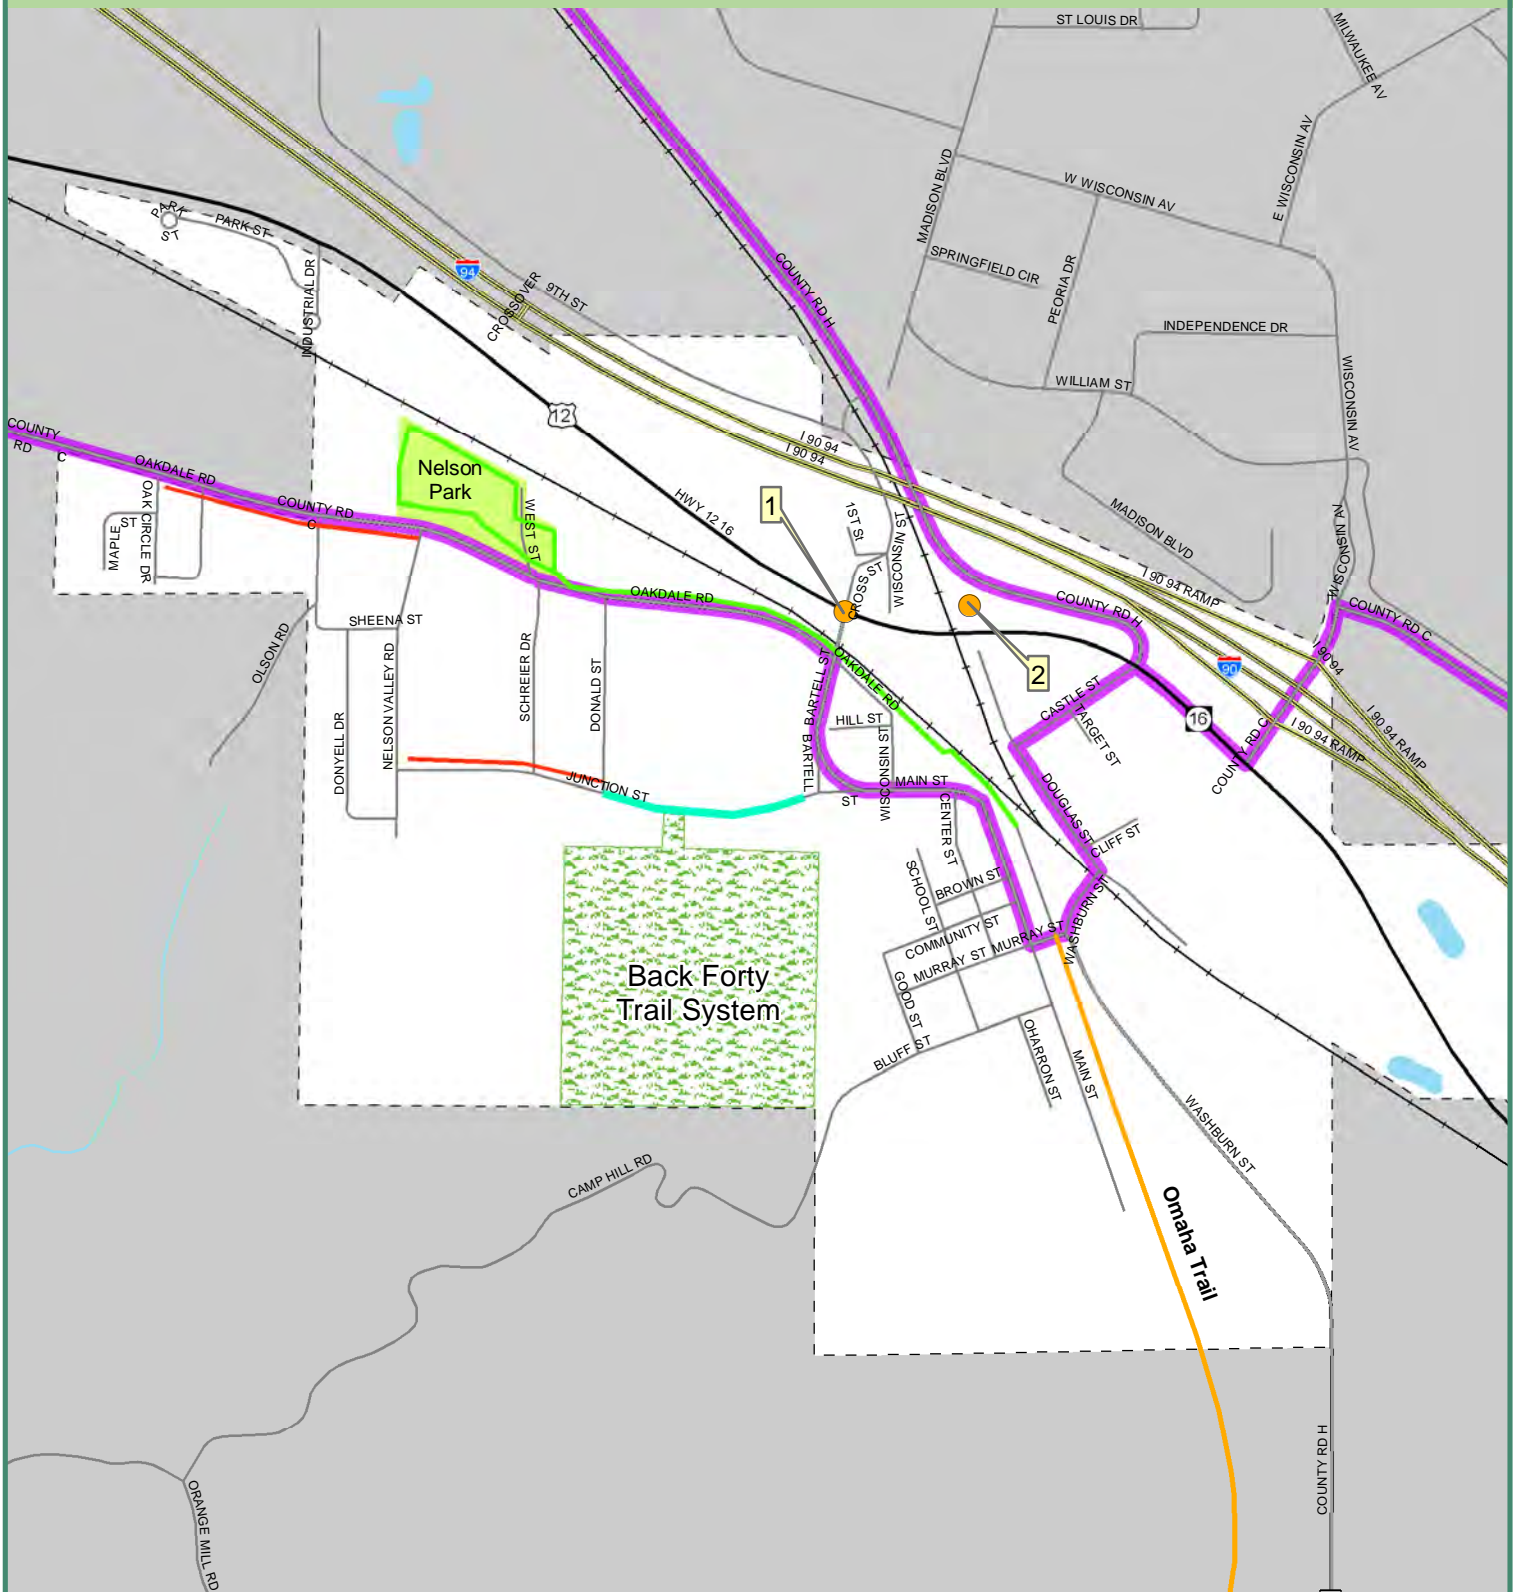 ST LOUIS DR
MILWAUKEE AV
E WISCONSIN AV
MADISON BLVD
W WISCONSIN AV
PARK
ST
PARK ST
SPRINGFIELD CIR
PEORIA DR
COUNTY RD H
94
CROSSOVER
9TH ST
INDUSTRIAL DR
INDEPENDENCE DR
WILLIAM ST
WISCONSIN AV
12
COUNTY
RD
C
OAKDALE RD
I 90 94
I 90 94
Nelson
Park
COUNTY RD
C
HWY 12 16
1
1ST St
WISCONSIN ST
CROSS ST
MADISON BLVD
WISCONSIN AV
OAK CIRCLE DR
MAPLE
ST
WEST ST
I 90 94 RAMP
COUNTY RD H
COUNTY RD C
OAKDALE RD
SHEENA ST
OLSON RD
2
I 90 94
90
OAKDALE RD
NELSON VALLEY RD
SCHREIER DR
DONALD ST
BARTELL ST
BARTELL
CASTLE ST
TARGET ST
16
HILL ST
WISCONSIN ST
COUNTY RD C
I 90 94 RAMP
I 90 94 RAMP
DONYELL DR
JUNCTION ST
MAIN ST
ST
CENTER ST
DOUGLAS ST
CLIFF ST
SCHOOL ST
BROWN ST
COMMUNITY ST
MURRAY ST
MURRAY ST
WASHBURN ST
Back Forty
Trail System
GOOD ST
BLUFF ST
OHARRON ST
MAIN ST
WASHBURN ST
CAMP HILL RD
Omaha Trail
COUNTY RD H
ORANGE MILL RD